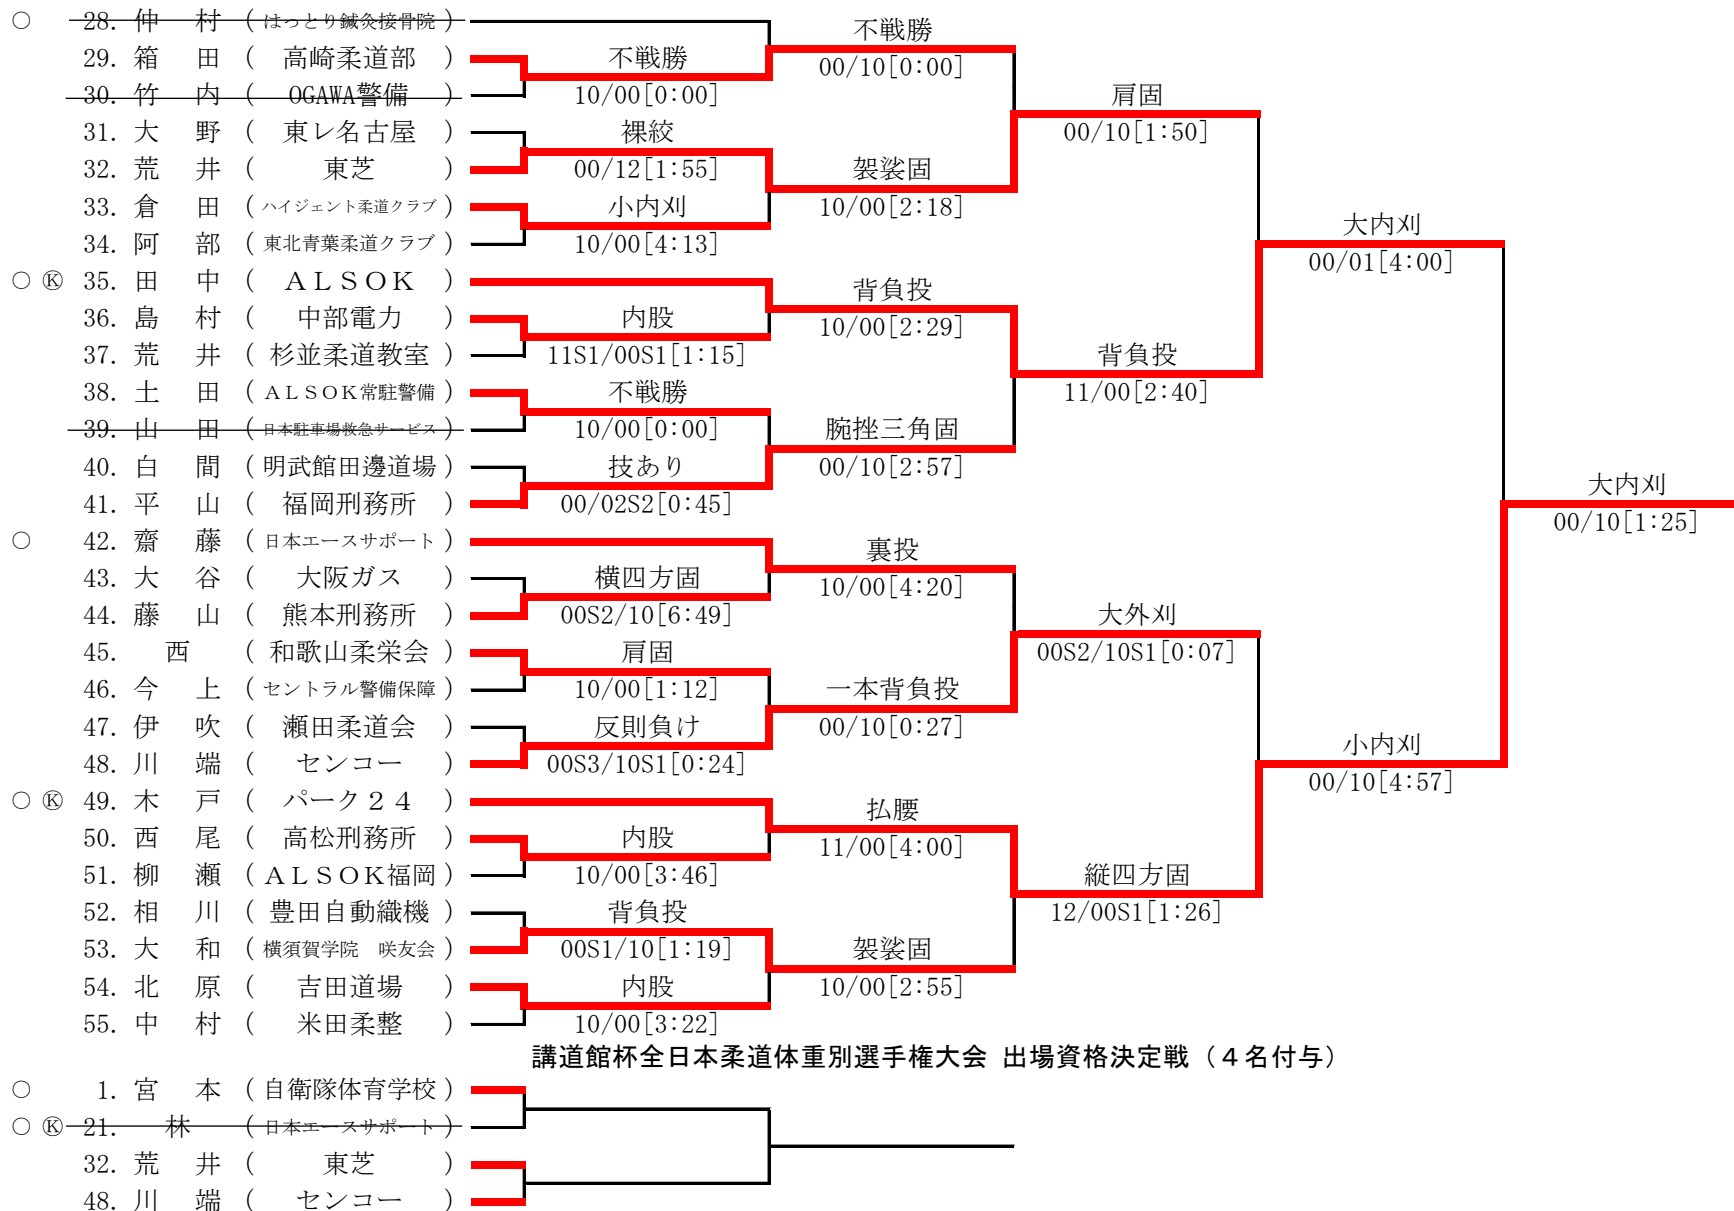 ○ 28. 仲 村 ( はっとり鍼灸接骨院 )
不戦勝
29. 箱 田 ( 高崎柔道部 ) 不戦勝 00/10[0:00]
30. 竹 内 ( OGAWA警備 ) 10/00[0:00] 肩固
31. 大 野 ( 東レ名古屋 ) 裸絞 00/10[1:50]
32. 荒 井 ( 東芝 ) 00/12[1:55] 袈裟固
33. 倉 田 ( ハイジェント柔道クラブ ) 小内刈 10/00[2:18]
大内刈
34. 阿 部 ( 東北青葉柔道クラブ ) 10/00[4:13]
00/01[4:00]
○ Ⓚ 35. 田 中 ( ALSOK ) 背負投
36. 島 村 ( 中部電力 ) 内股 10/00[2:29]
37. 荒 井 ( 杉並柔道教室 ) 11S1/00S1[1:15] 背負投
38. 土 田 ( ALSOK常駐警備 ) 不戦勝 11/00[2:40]
39. 山 田 ( 日本駐車場救急サービス ) 10/00[0:00] 腕挫三角固
40. 白 間 ( 明武館田邊道場 ) 技あり 00/10[2:57]
大内刈
41. 平 山 ( 福岡刑務所 ) 00/02S2[0:45]
00/10[1:25]
○ 42. 齋 藤 ( 日本エースサポート ) 裏投
43. 大 谷 ( 大阪ガス ) 横四方固 10/00[4:20]
44. 藤 山 ( 熊本刑務所 ) 00S2/10[6:49] 大外刈
45. 西 ( 和歌山柔栄会 ) 肩固 00S2/10S1[0:07]
46. 今 上 ( セントラル警備保障 ) 10/00[1:12] 一本背負投
47. 伊 吹 ( 瀬田柔道会 ) 反則負け 00/10[0:27]
小内刈
48. 川 端 ( センコー ) 00S3/10S1[0:24]
00/10[4:57]
○ Ⓚ 49. 木 戸 ( パーク24 ) 払腰
50. 西 尾 ( 高松刑務所 ) 内股 11/00[4:00]
51. 柳 瀬 ( ALSOK福岡 ) 10/00[3:46] 縦四方固
52. 相 川 ( 豊田自動織機 ) 背負投 12/00S1[1:26]
53. 大 和 ( 横須賀学院 咲友会 ) 00S1/10[1:19] 袈裟固
54. 北 原 ( 吉田道場 ) 内股 10/00[2:55]
55. 中 村 ( 米田柔整 ) 10/00[3:22]
講道館杯全日本柔道体重別選手権大会 出場資格決定戦(4名付与)
○ 1. 宮 本 ( 自衛隊体育学校 )
○ Ⓚ 21. 林 ( 日本エースサポート )
32. 荒 井 ( 東芝 )
48. 川 端 ( センコー )